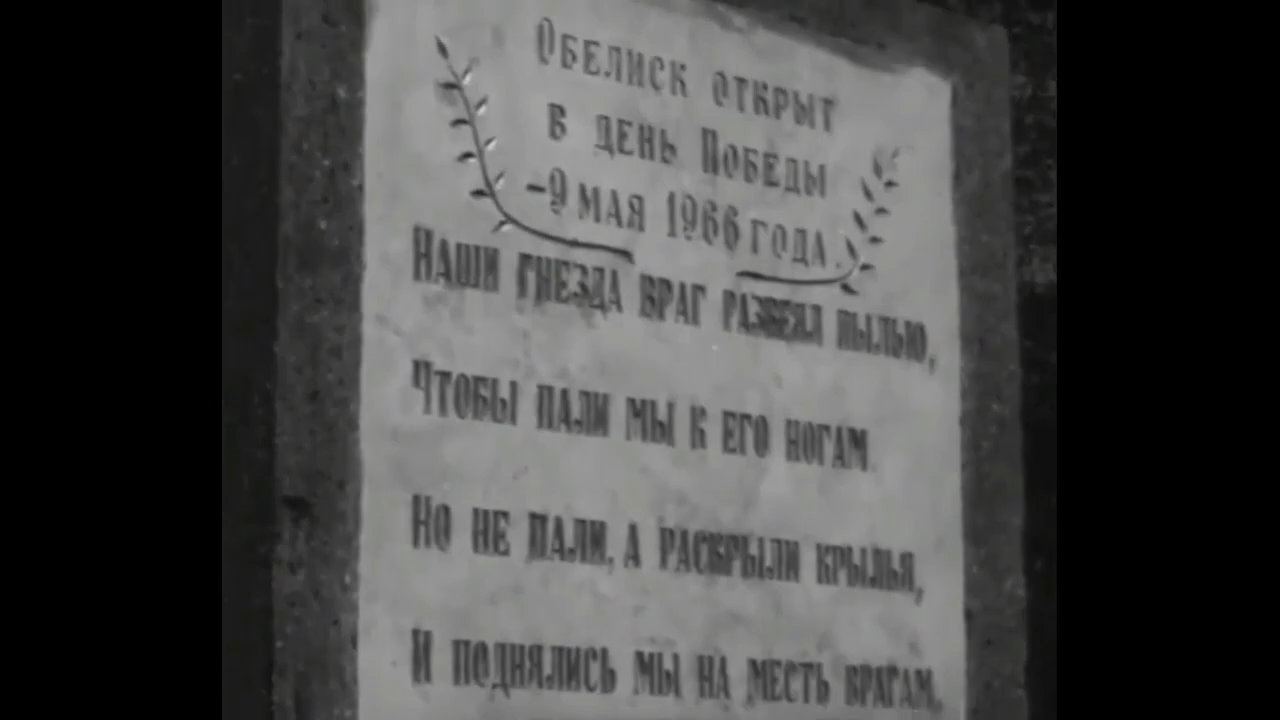 Обелиск открыт
в день Победы
–9 мая 1966 года.
Наши гнезда враг развеял пылью,
Чтобы пали мы к его ногам.
Но не пали, а раскрыли крылья,
И поднялись мы на месть врагам.